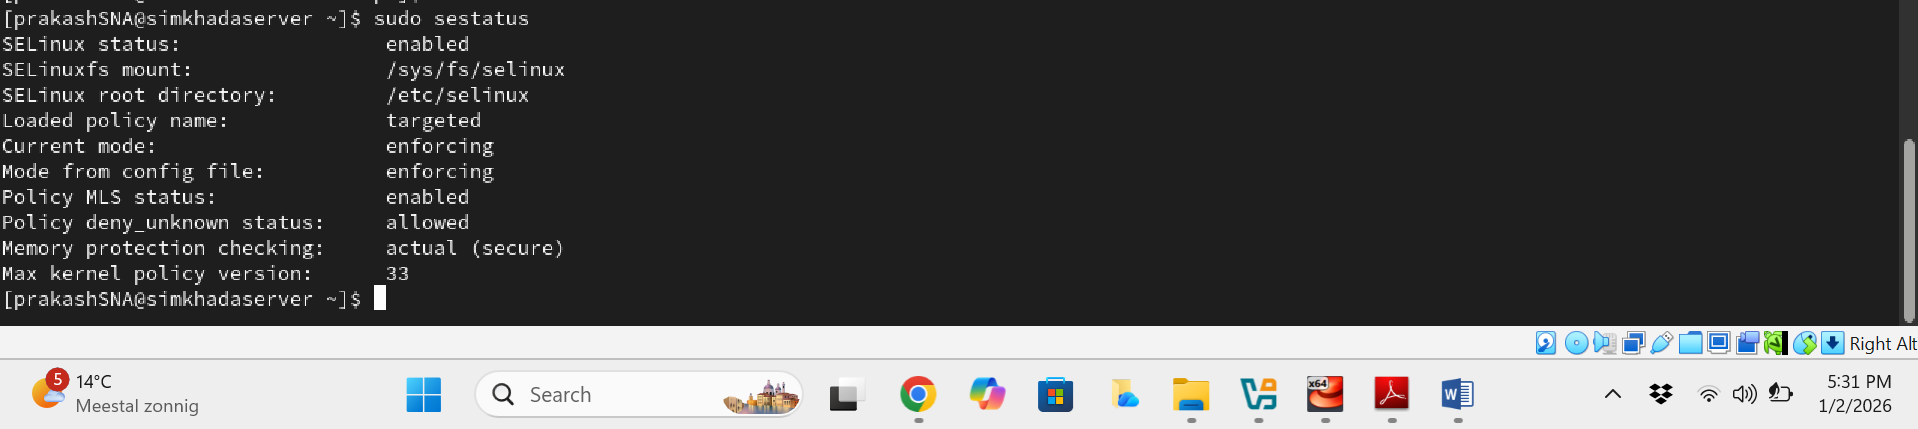 [prakashSNA@simkhadaserver ~]$ sudo sestatus
SELinux status:                 enabled
SELinuxfs mount:                /sys/fs/selinux
SELinux root directory:         /etc/selinux
Loaded policy name:             targeted
Current mode:                   enforcing
Mode from config file:          enforcing
Policy MLS status:              enabled
Policy deny_unknown status:     allowed
Memory protection checking:     actual (secure)
Max kernel policy version:      33
[prakashSNA@simkhadaserver ~]$
Right Alt
5
14°C
Meestal zonnig
Search
x64
5:31 PM
1/2/2026